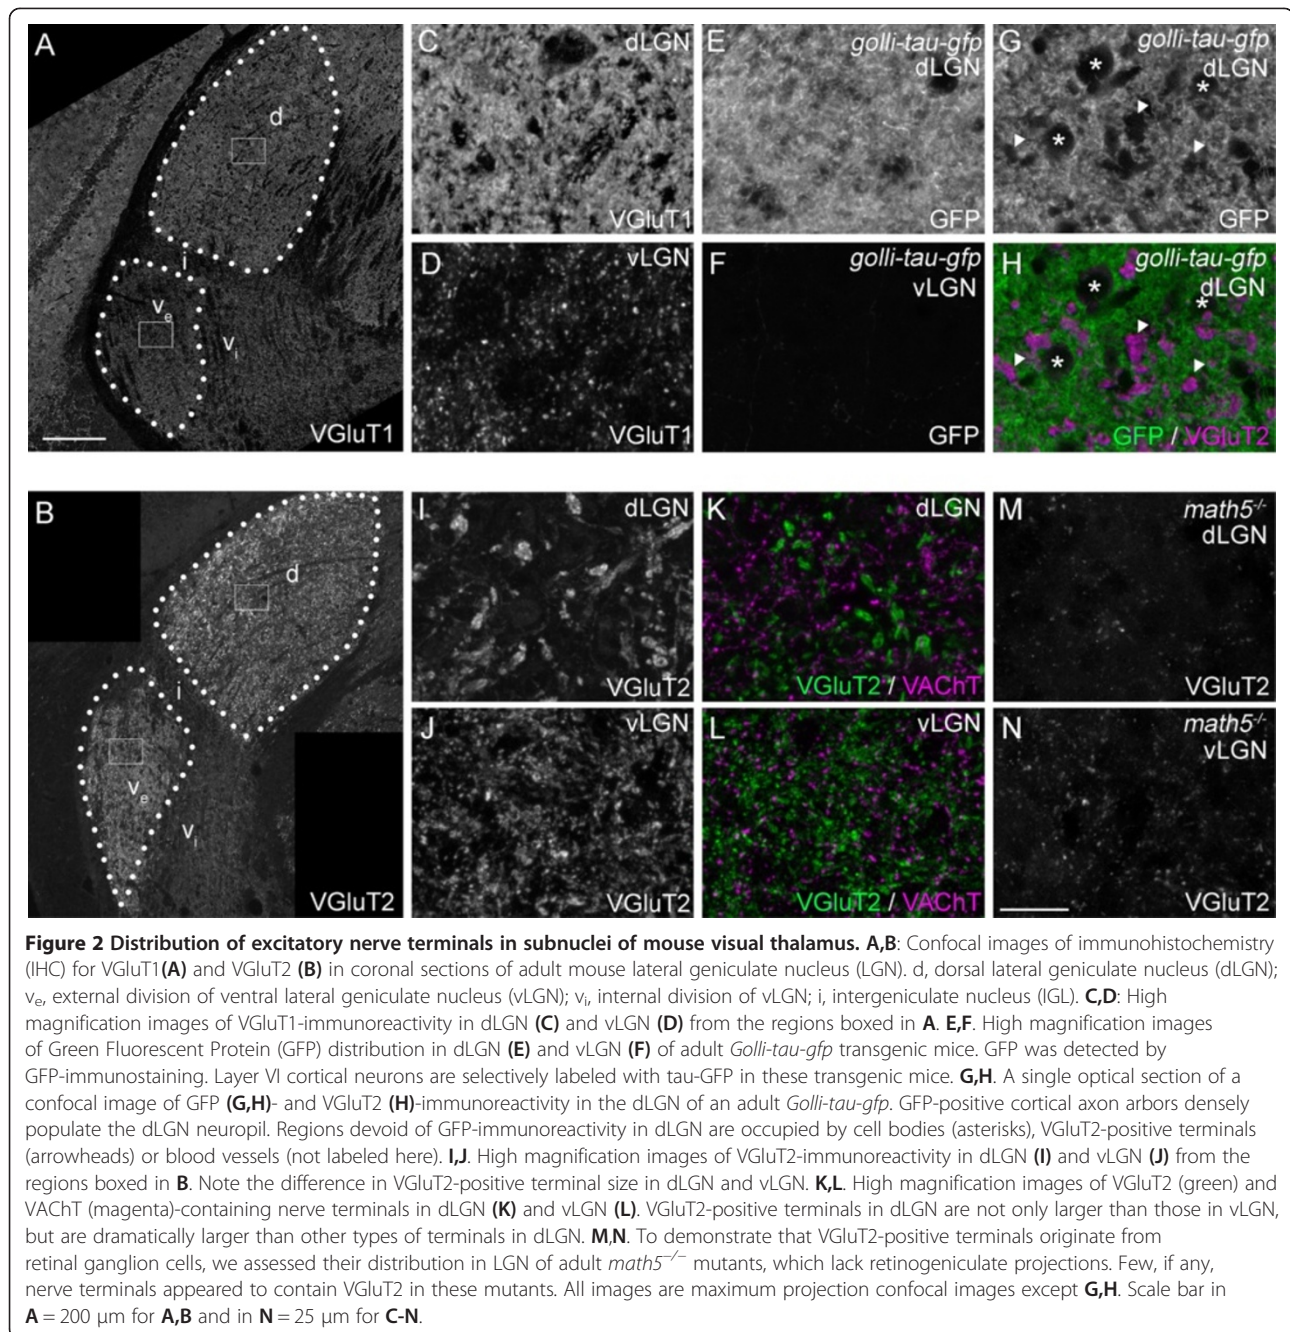 A
d
i
vₑ
vᵢ
VGluT1
C
dLGN
VGluT1
D
vLGN
VGluT1
E
golli-tau-gfp
dLGN
GFP
F
golli-tau-gfp
vLGN
GFP
G
golli-tau-gfp
dLGN
*
*
*
GFP
H
golli-tau-gfp
dLGN
*
*
*
GFP / VGluT2
B
d
i
vₑ
vᵢ
VGluT2
I
dLGN
VGluT2
J
vLGN
VGluT2
K
dLGN
VGluT2 / VAChT
L
vLGN
VGluT2 / VAChT
M
math5⁻/⁻
dLGN
VGluT2
N
math5⁻/⁻
vLGN
VGluT2
Figure 2 Distribution of excitatory nerve terminals in subnuclei of mouse visual thalamus. A,B: Confocal images of immunohistochemistry
(IHC) for VGluT1(A) and VGluT2 (B) in coronal sections of adult mouse lateral geniculate nucleus (LGN). d, dorsal lateral geniculate nucleus (dLGN);
vₑ, external division of ventral lateral geniculate nucleus (vLGN); vᵢ, internal division of vLGN; i, intergeniculate nucleus (IGL). C,D: High
magnification images of VGluT1-immunoreactivity in dLGN (C) and vLGN (D) from the regions boxed in A. E,F. High magnification images
of Green Fluorescent Protein (GFP) distribution in dLGN (E) and vLGN (F) of adult Golli-tau-gfp transgenic mice. GFP was detected by
GFP-immunostaining. Layer VI cortical neurons are selectively labeled with tau-GFP in these transgenic mice. G,H. A single optical section of a
confocal image of GFP (G,H)- and VGluT2 (H)-immunoreactivity in the dLGN of an adult Golli-tau-gfp. GFP-positive cortical axon arbors densely
populate the dLGN neuropil. Regions devoid of GFP-immunoreactivity in dLGN are occupied by cell bodies (asterisks), VGluT2-positive terminals
(arrowheads) or blood vessels (not labeled here). I,J. High magnification images of VGluT2-immunoreactivity in dLGN (I) and vLGN (J) from the
regions boxed in B. Note the difference in VGluT2-positive terminal size in dLGN and vLGN. K,L. High magnification images of VGluT2 (green) and
VAChT (magenta)-containing nerve terminals in dLGN (K) and vLGN (L). VGluT2-positive terminals in dLGN are not only larger than those in vLGN,
but are dramatically larger than other types of terminals in dLGN. M,N. To demonstrate that VGluT2-positive terminals originate from
retinal ganglion cells, we assessed their distribution in LGN of adult math5⁻/⁻ mutants, which lack retinogeniculate projections. Few, if any,
nerve terminals appeared to contain VGluT2 in these mutants. All images are maximum projection confocal images except G,H. Scale bar in
A = 200 μm for A,B and in N = 25 μm for C-N.